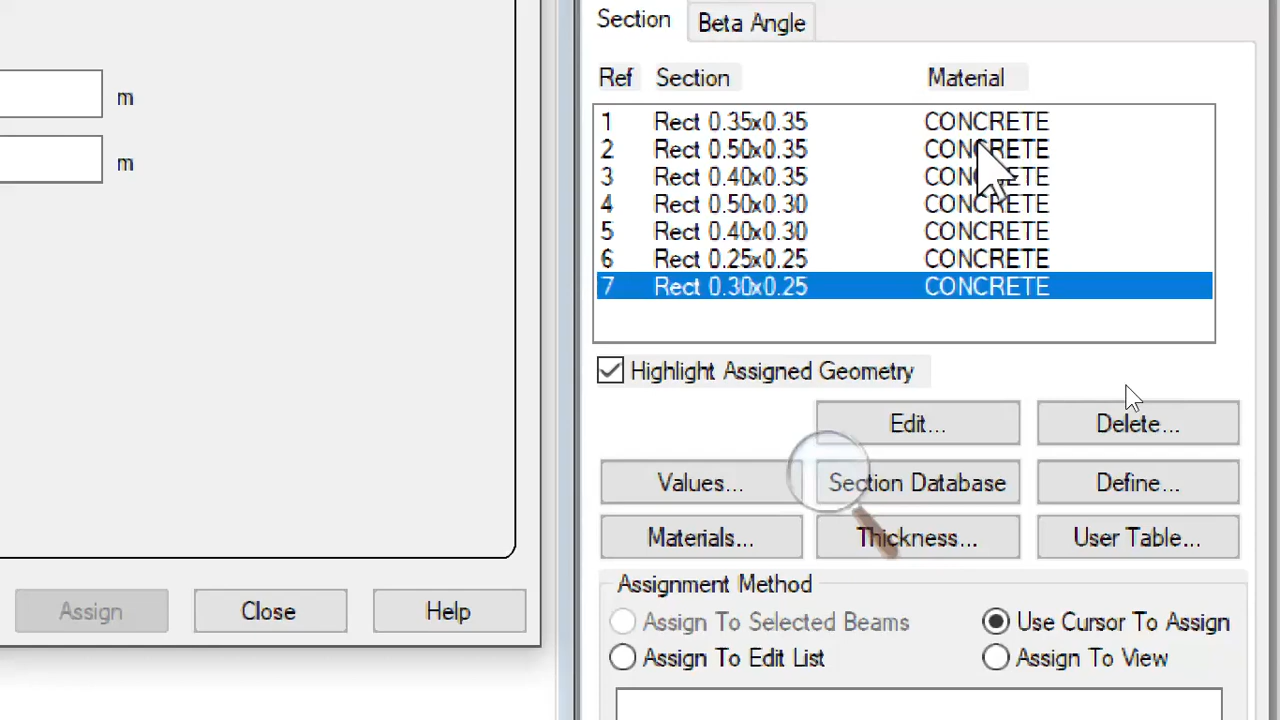 Section Beta Angle
Ref Section Material
1 Rect 0.35x0.35 CONCRETE
2 Rect 0.50x0.35 CONCRETE
3 Rect 0.40x0.35 CONCRETE
4 Rect 0.50x0.30 CONCRETE
5 Rect 0.40x0.30 CONCRETE
6 Rect 0.25x0.25 CONCRETE
7 Rect 0.30x0.25 CONCRETE
m
m
Highlight Assigned Geometry
Edit... Delete...
Values... Section Database Define...
Materials... Thickness... User Table...
Assignment Method
Assign To Selected Beams Use Cursor To Assign
Assign To Edit List Assign To View
Assign Close Help